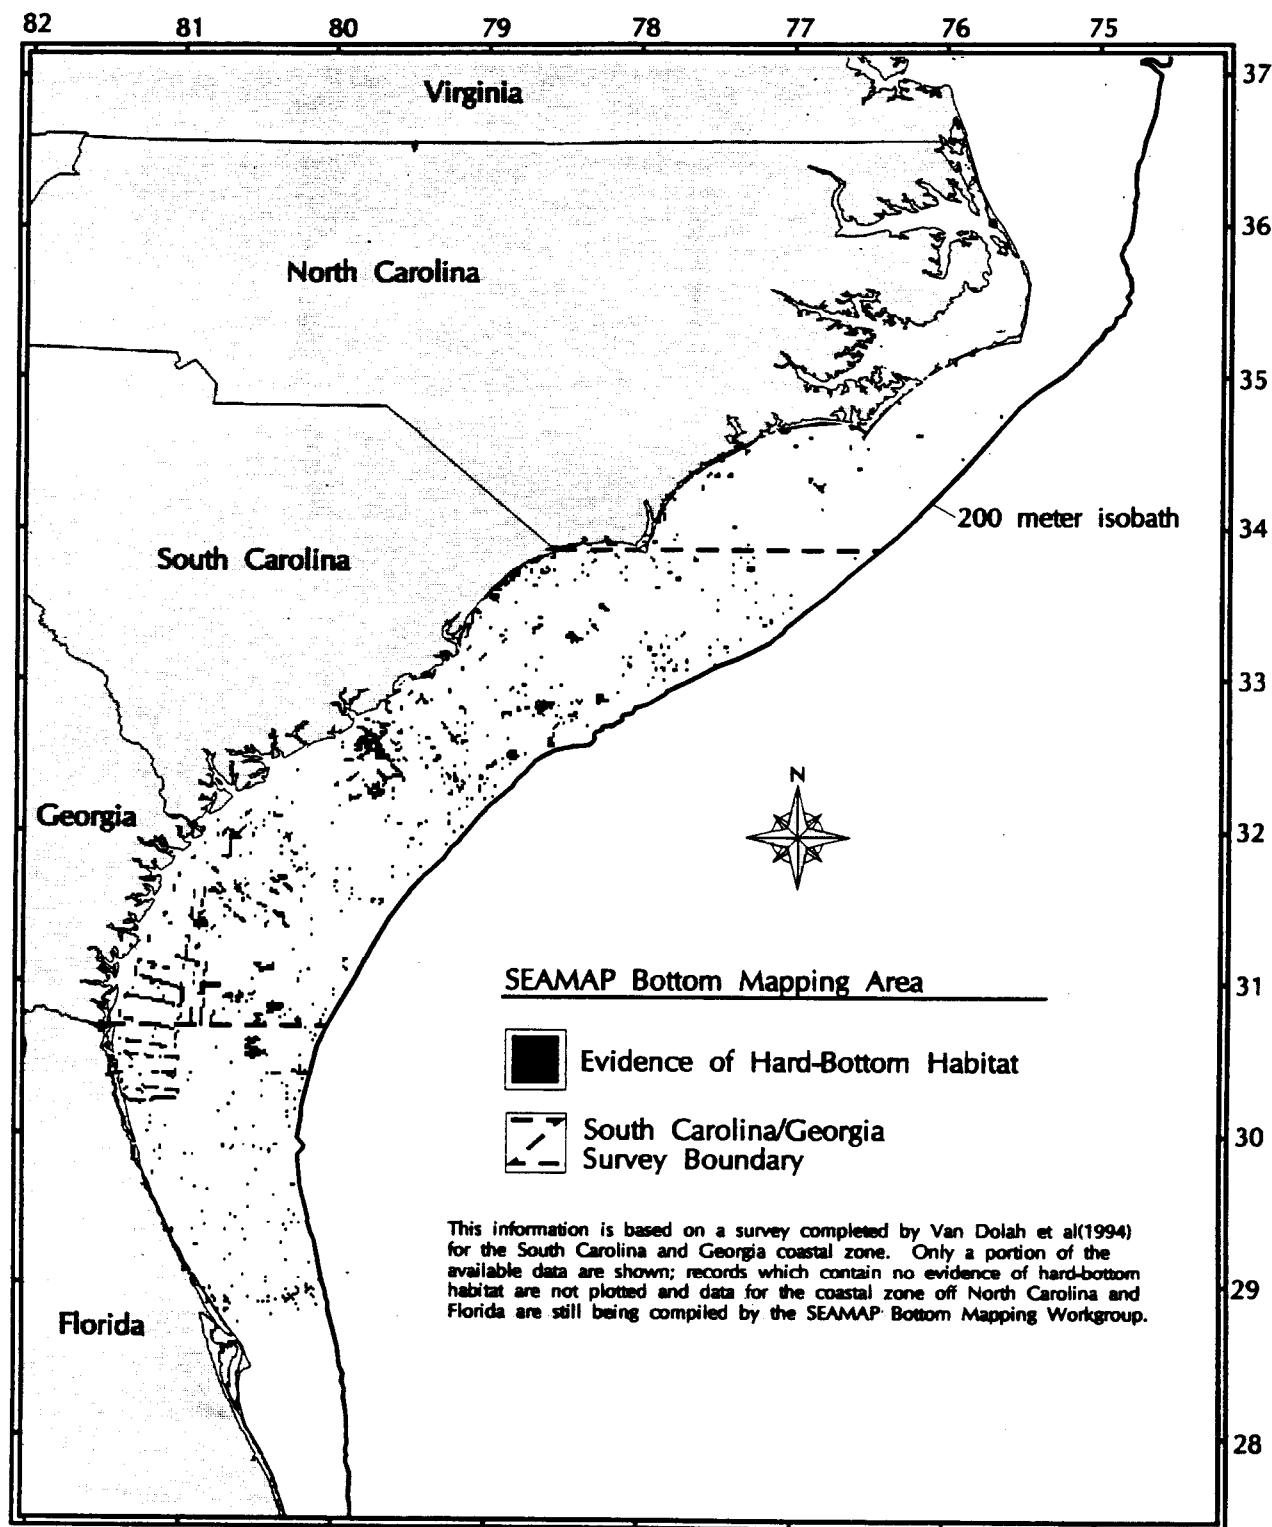 82 81 80 79 78 77 76 75
37
Virginia
36
North Carolina
35
200 meter isobath
34
South Carolina
33
N
Georgia
32
SEAMAP Bottom Mapping Area
31
Evidence of Hard-Bottom Habitat
South Carolina/Georgia
Survey Boundary
30
This information is based on a survey completed by Van Dolah et al(1994)
for the South Carolina and Georgia coastal zone. Only a portion of the
available data are shown; records which contain no evidence of hard-bottom
habitat are not plotted and data for the coastal zone off North Carolina and
Florida are still being compiled by the SEAMAP Bottom Mapping Workgroup.
29
Florida
28